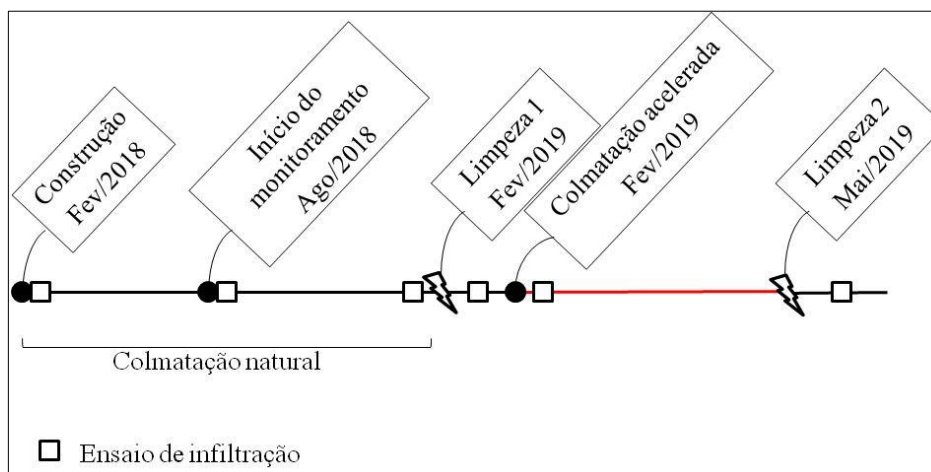 Construção
Fev/2018
Início do
monitoramento
Ago/2018
Limpeza 1
Fev/2019
Colmatação acelerada
Fev/2019
Limpeza 2
Mai/2019
Colmatação natural
Ensaio de infiltração